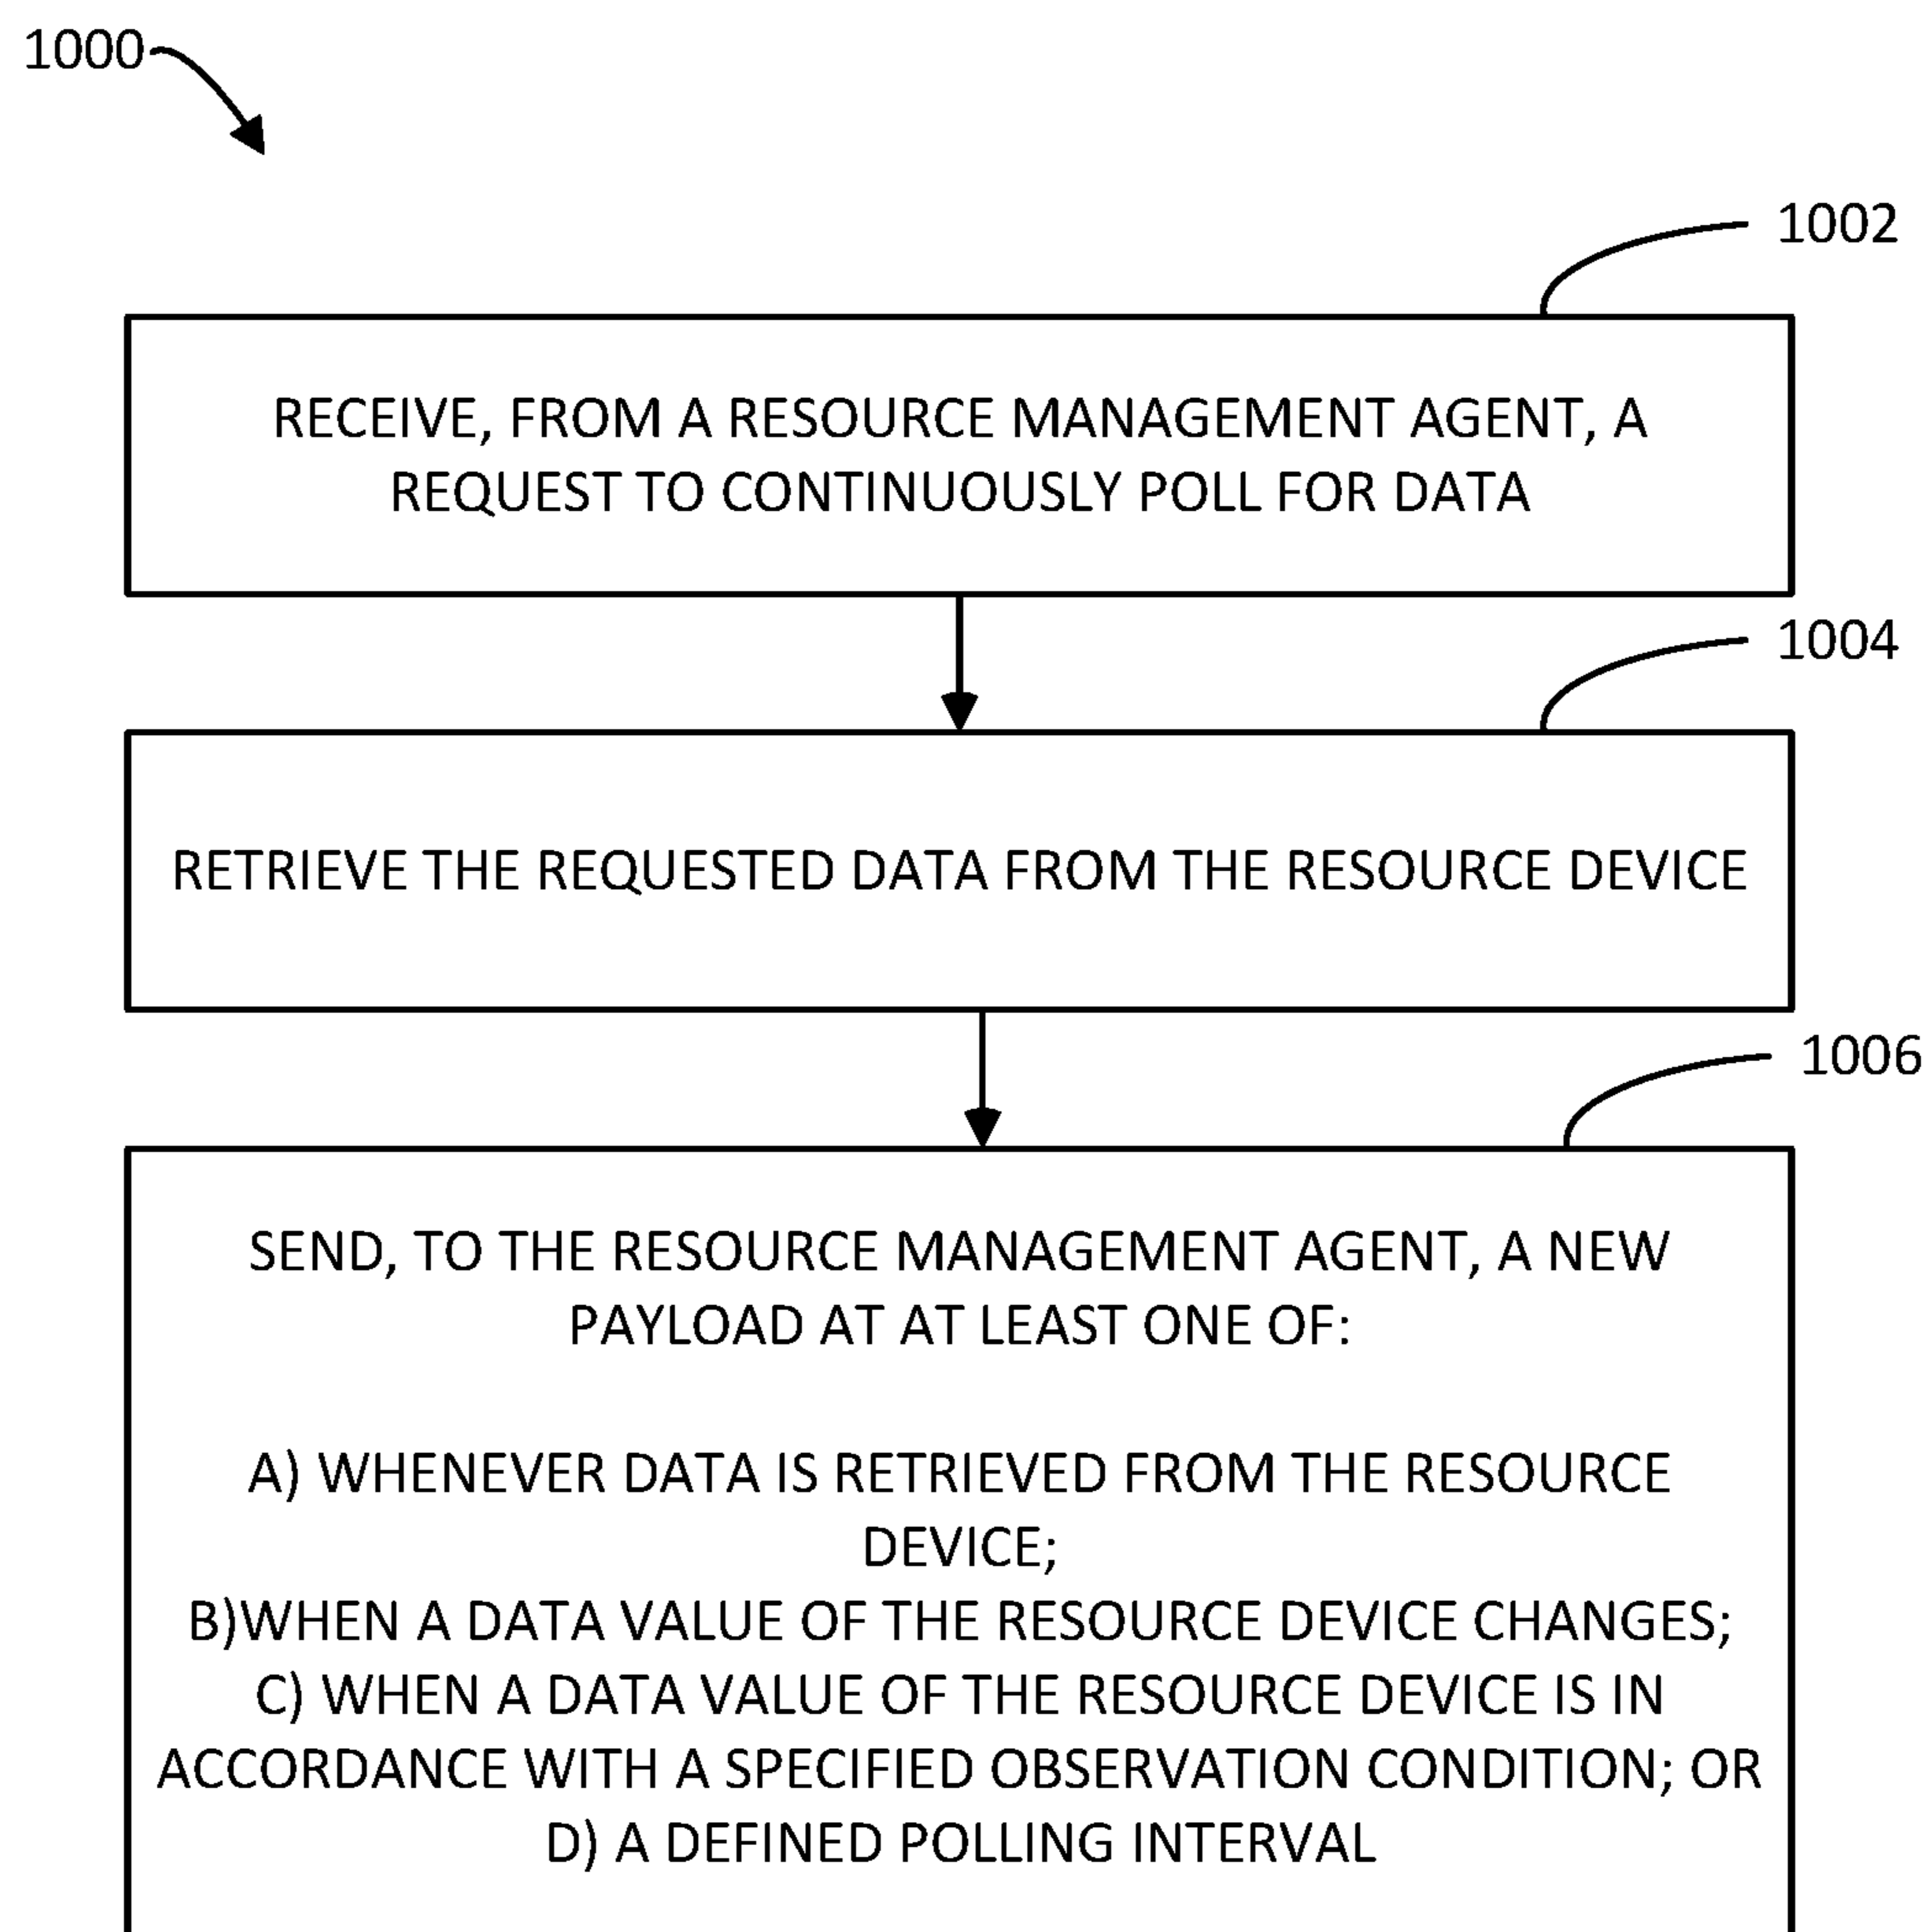 1000
1002
RECEIVE, FROM A RESOURCE MANAGEMENT AGENT, A
REQUEST TO CONTINUOUSLY POLL FOR DATA
1004
RETRIEVE THE REQUESTED DATA FROM THE RESOURCE DEVICE
1006
SEND, TO THE RESOURCE MANAGEMENT AGENT, A NEW
PAYLOAD AT AT LEAST ONE OF:
A) WHENEVER DATA IS RETRIEVED FROM THE RESOURCE
DEVICE;
B)WHEN A DATA VALUE OF THE RESOURCE DEVICE CHANGES;
C) WHEN A DATA VALUE OF THE RESOURCE DEVICE IS IN
ACCORDANCE WITH A SPECIFIED OBSERVATION CONDITION; OR
D) A DEFINED POLLING INTERVAL